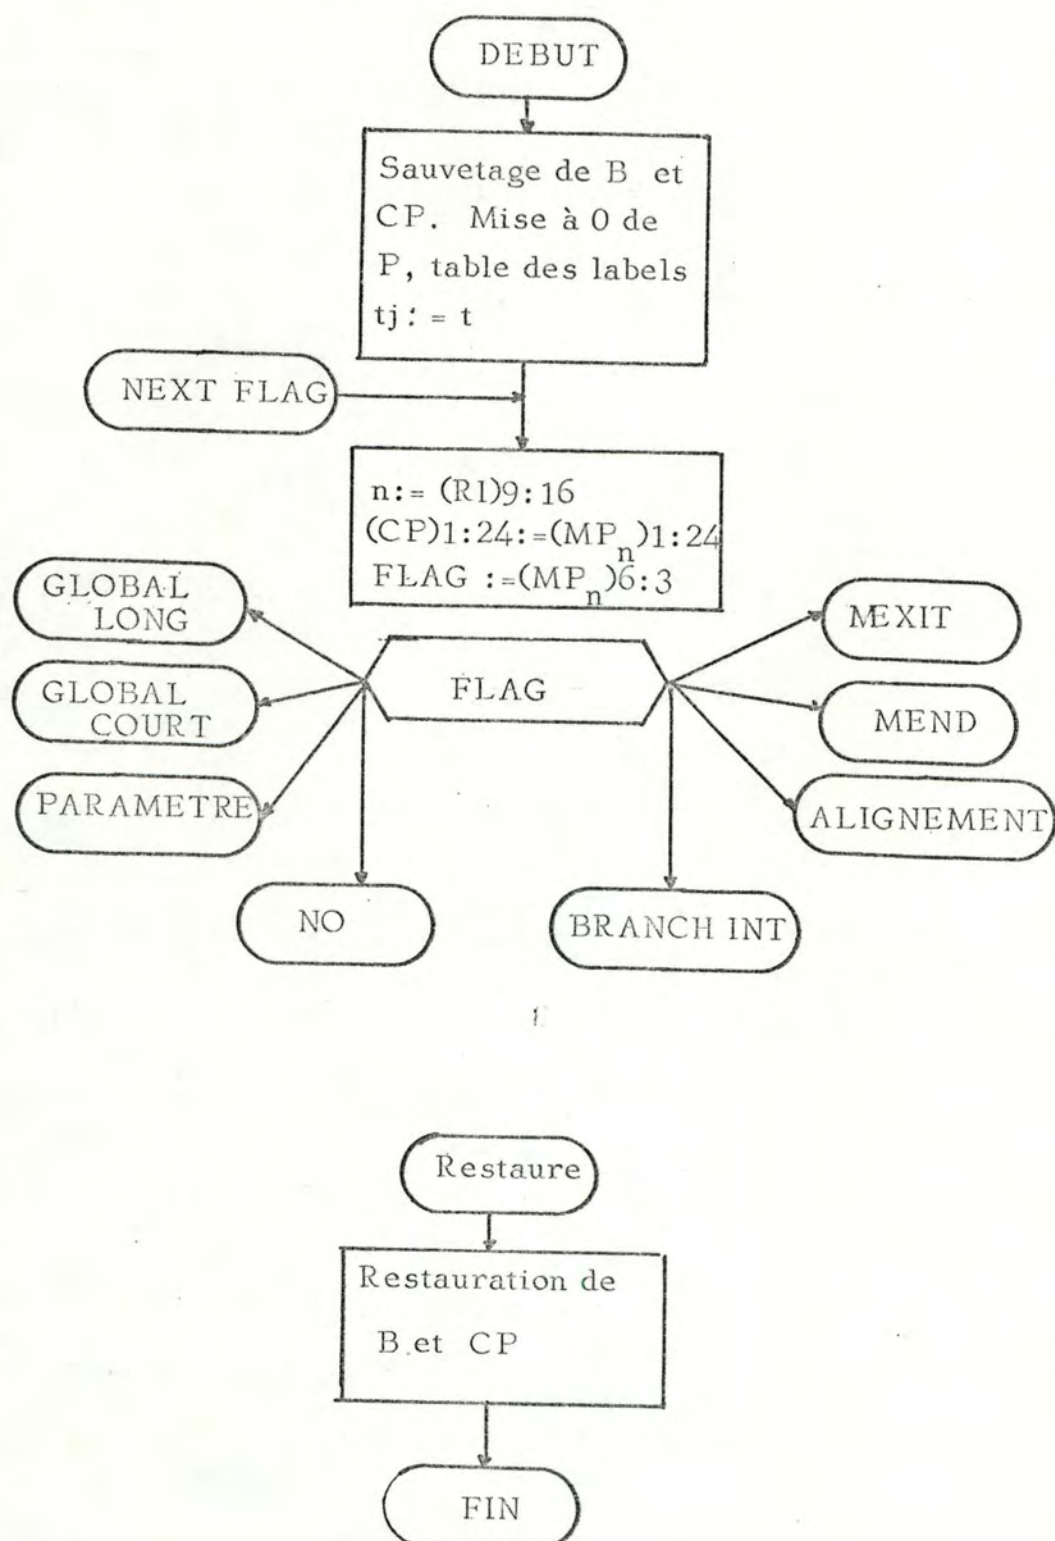 DEBUT
Sauvetage de B et
CP. Mise à 0 de
P, table des labels
tj: = t
NEXT FLAG
n:= (RI)9:16
(CP)1:24:=(MPn)1:24
FLAG :=(MPn)6:3
GLOBAL
LONG
GLOBAL
COURT
PARAMETRE
NO
FLAG
MEXIT
MEND
ALIGNEMENT
BRANCH INT
Restaure
Restauration de
B et CP
FIN